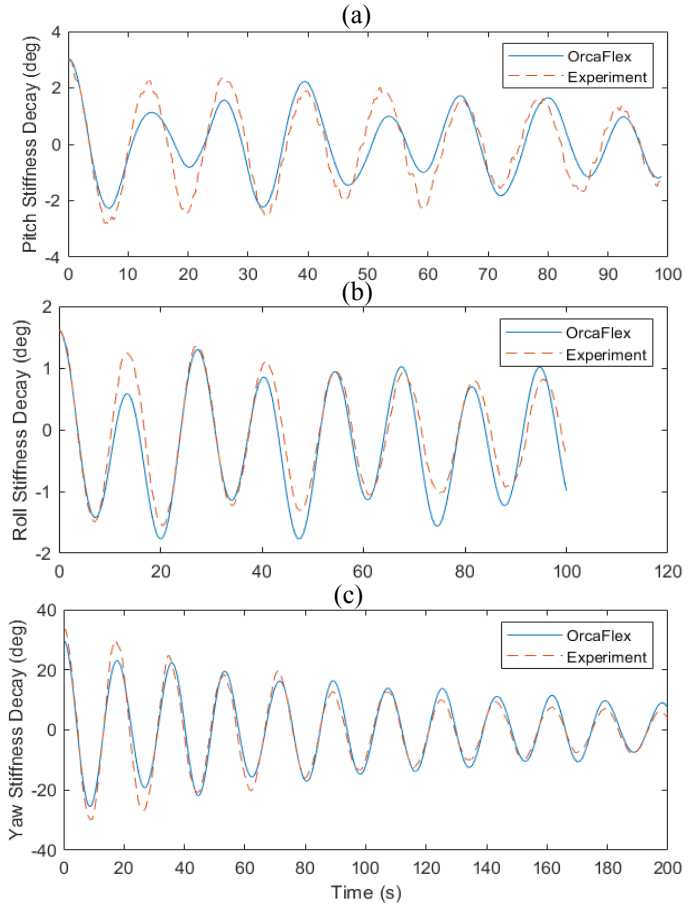 (a)
Pitch Stiffness Decay (deg)
4
2
0
-2
-4
OrcaFlex
Experiment
0 10 20 30 40 50 60 70 80 90 100
(b)
Roll Stiffness Decay (deg)
2
1
0
-1
-2
OrcaFlex
Experiment
0 20 40 60 80 100 120
(c)
Yaw Stiffness Decay (deg)
40
20
0
-20
-40
OrcaFlex
Experiment
0 20 40 60 80 100 120 140 160 180 200
Time (s)